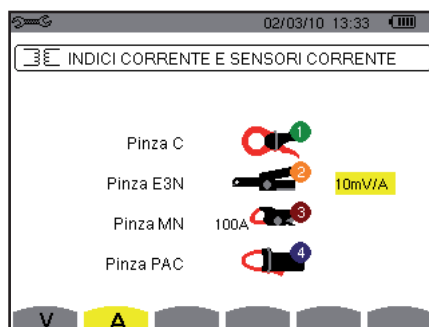 02/03/10 13:33
INDICI CORRENTE E SENSORI CORRENTE
Pinza C 1
Pinza E3N 2 10mV/A
Pinza MN 100A 3
Pinza PAC 4
V A